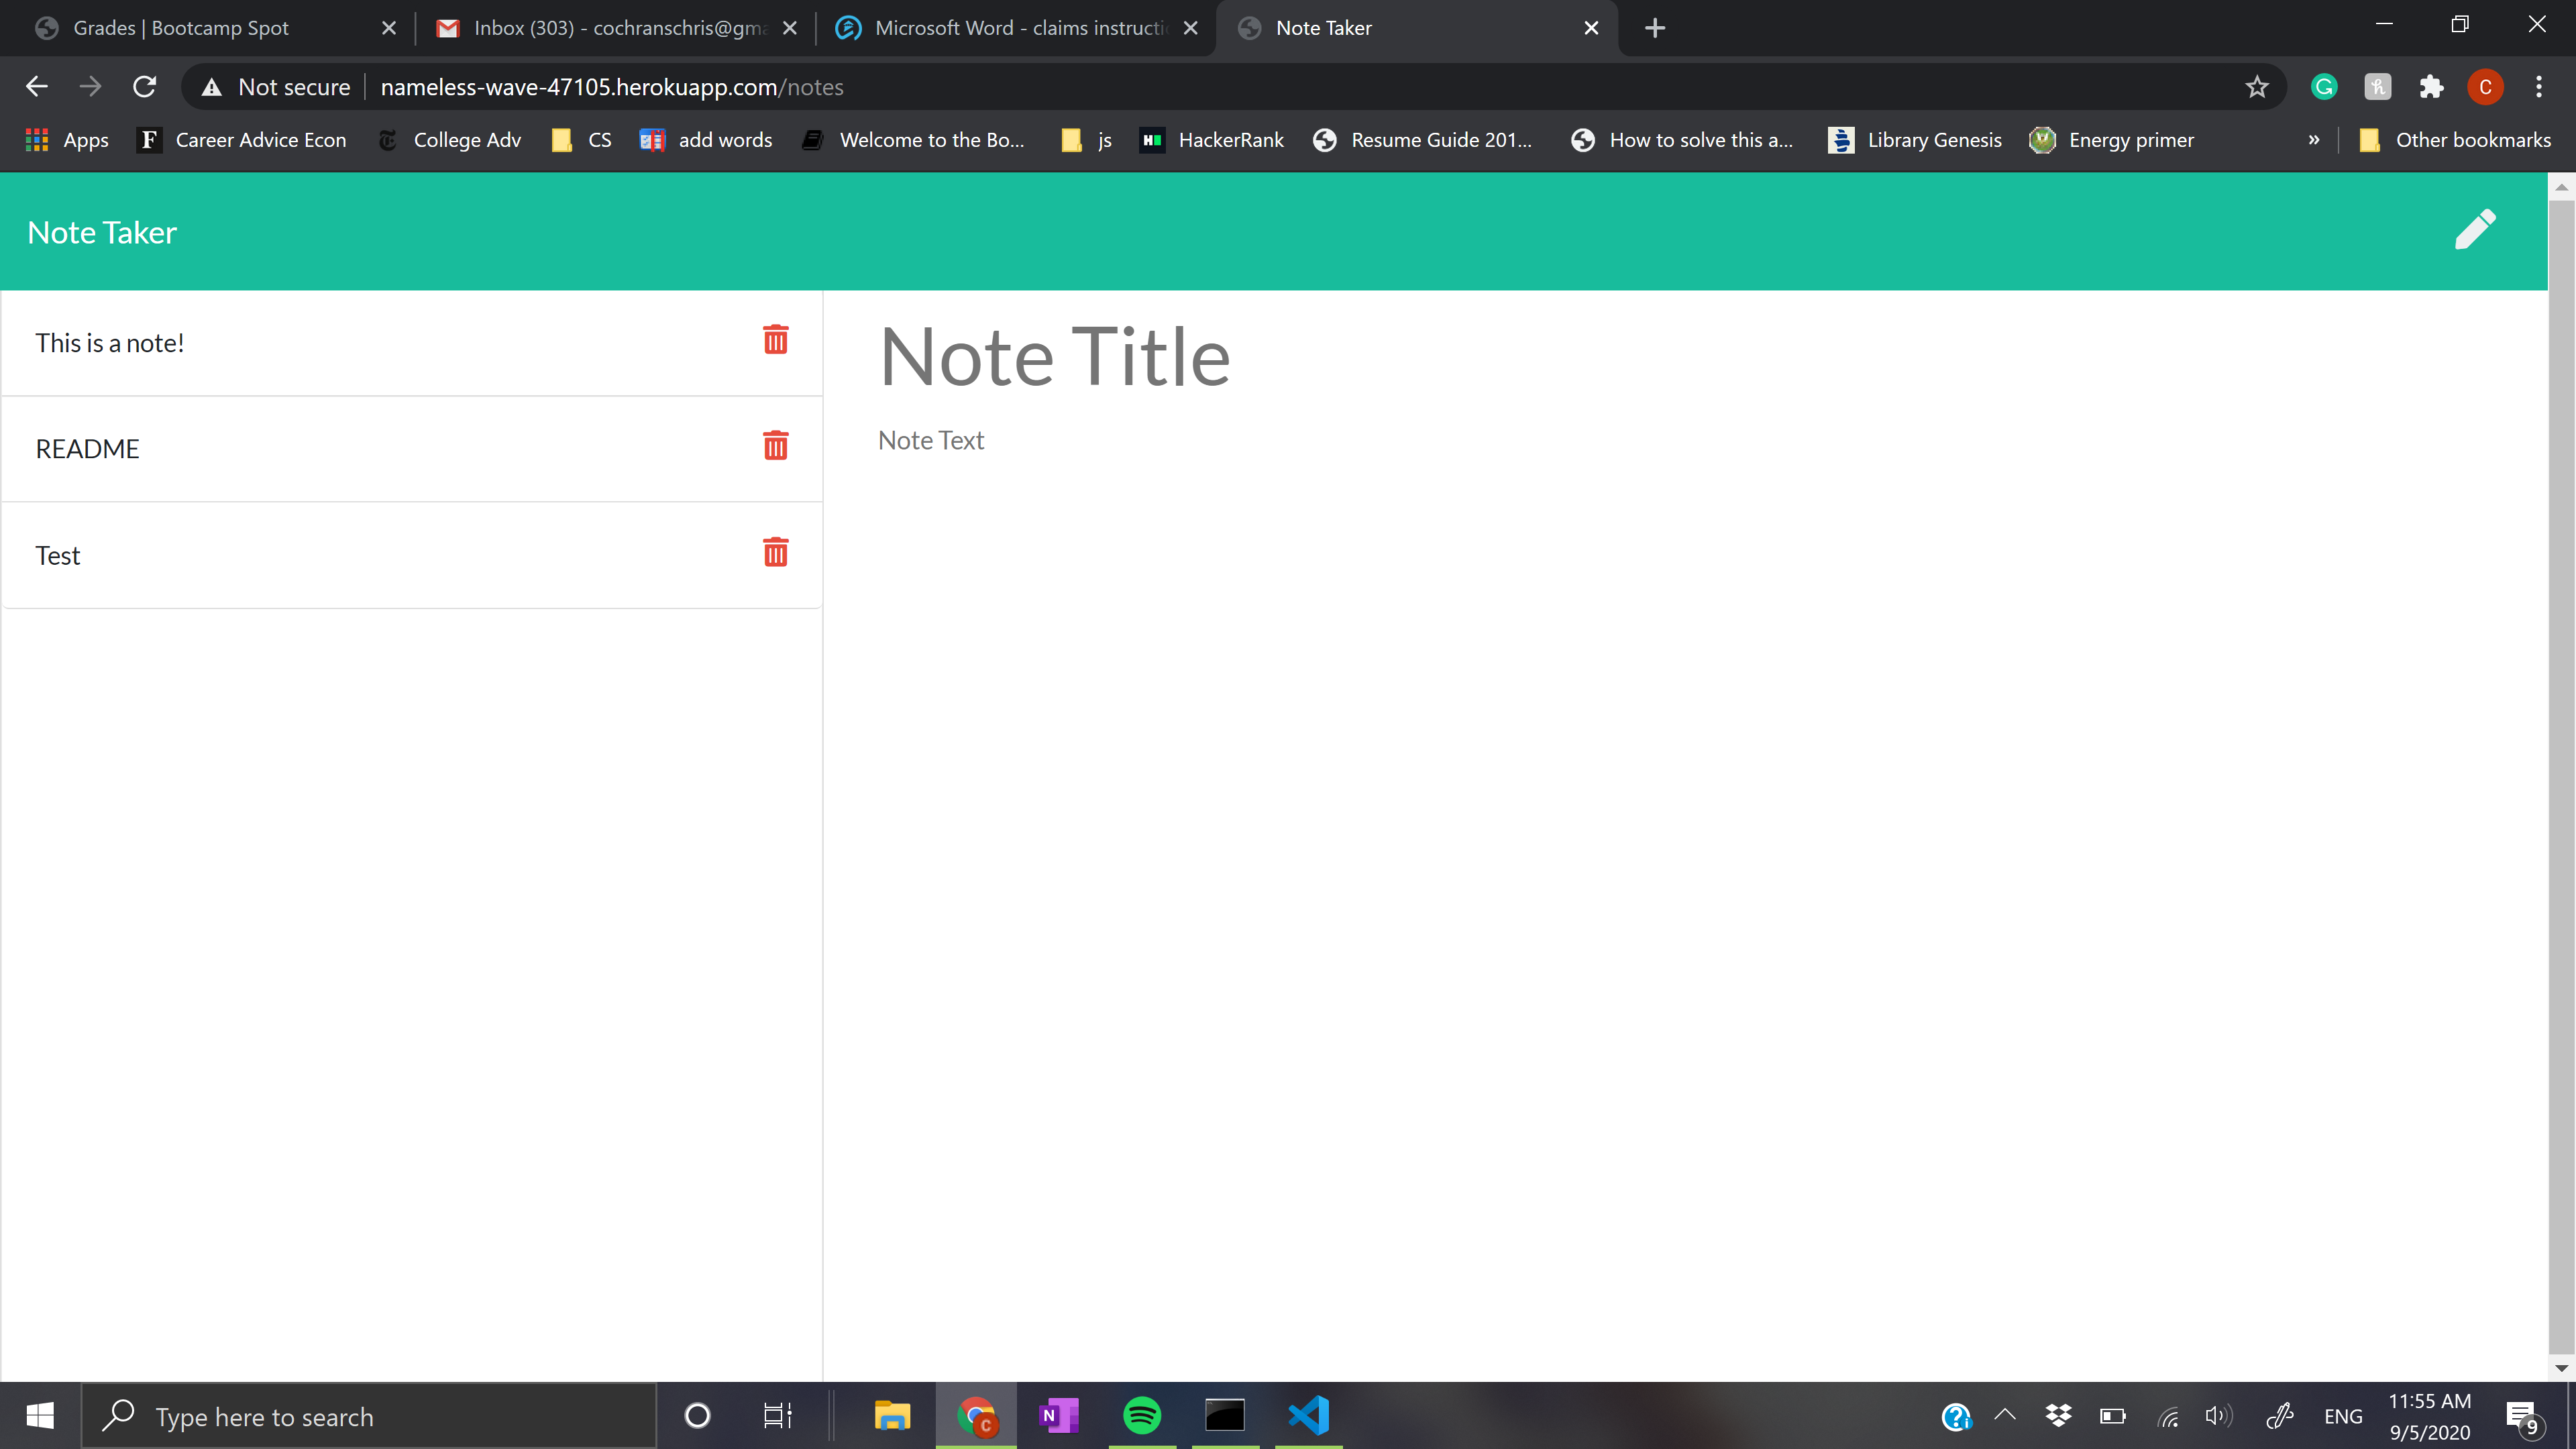 Grades | Bootcamp Spot
Inbox (303) - cochranschris@gma
Microsoft Word - claims instructi
Note Taker
Not secure
nameless-wave-47105.herokuapp.com/notes
Apps
Career Advice Econ
College Adv
CS
add words
Welcome to the Bo...
js
HackerRank
Resume Guide 201...
How to solve this a...
Library Genesis
Energy primer
»
Other bookmarks
Note Taker
This is a note!
README
Test
Note Title
Note Text
Type here to search
ENG
11:55 AM
9/5/2020
9